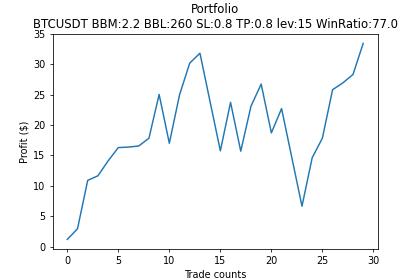 Portfolio
BTCUSDT BBM:2.2 BBL:260 SL:0.8 TP:0.8 lev:15 WinRatio:77.0
35
30
25
20
15
10
5
0
Profit ($)
0 5 10 15 20 25 30
Trade counts